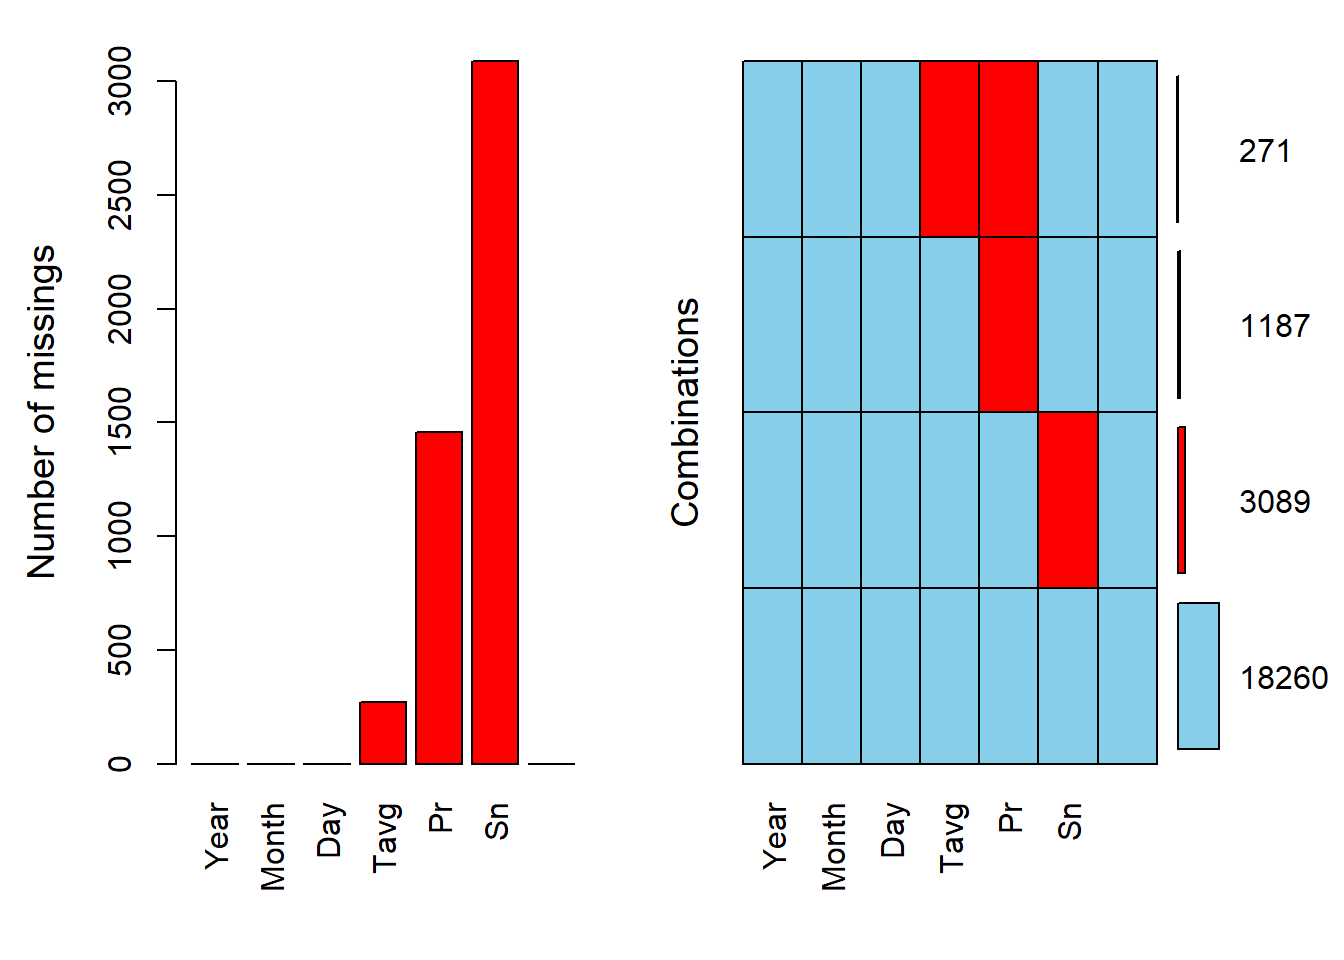 Number of missings
0
500
1000
1500
2000
2500
3000
Year
Month
Day
Tavg
Pr
Sn
Combinations
Year
Month
Day
Tavg
Pr
Sn
271
1187
3089
18260